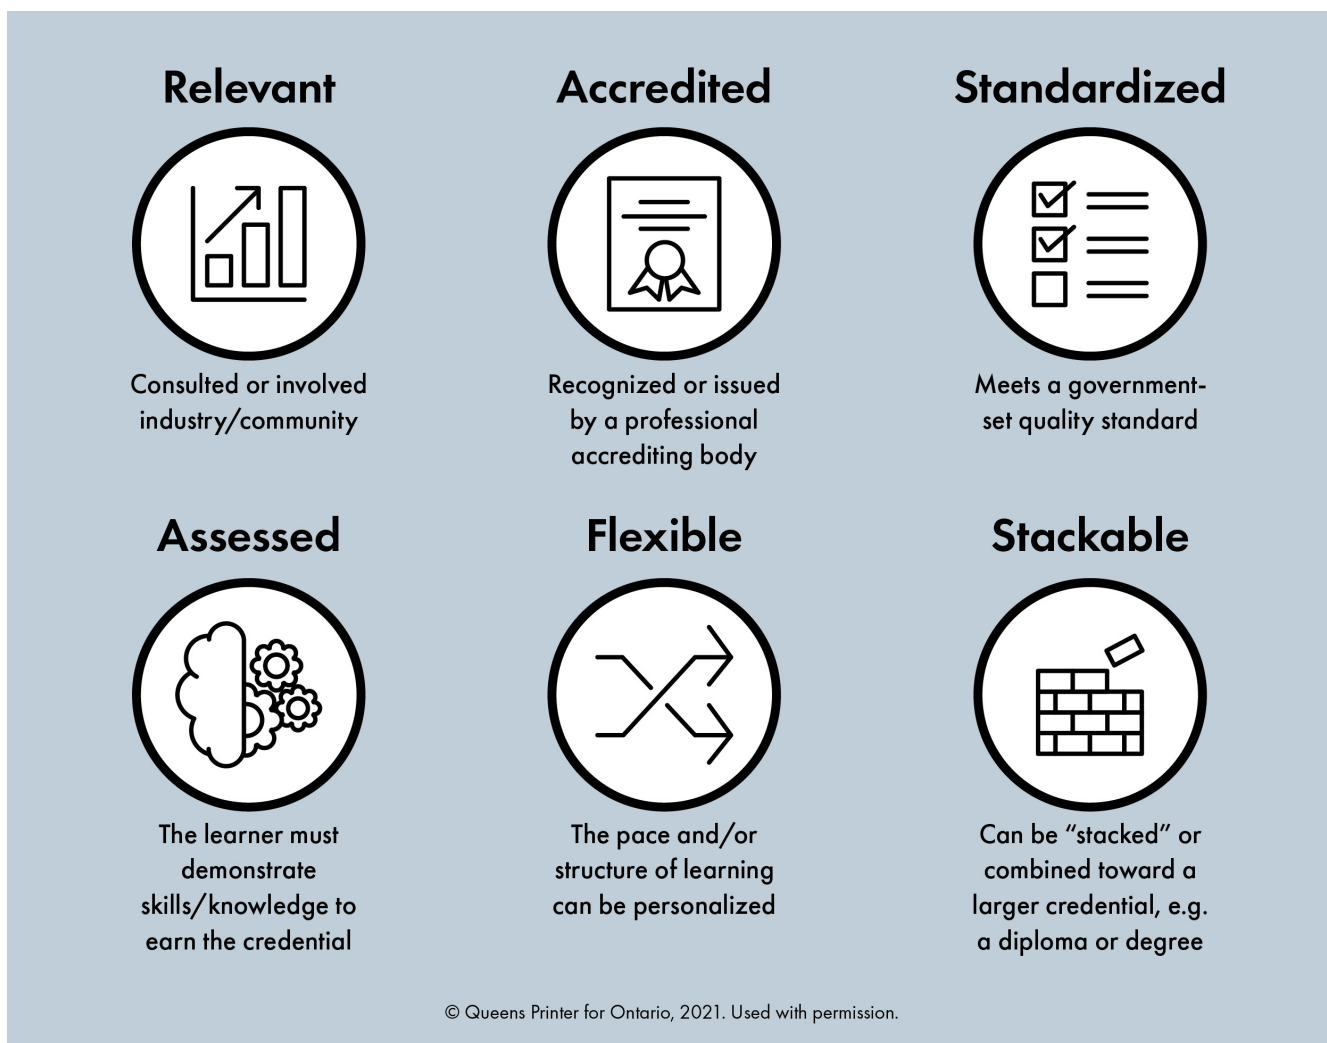 Relevant
Accredited
Standardized
Consulted or involved
industry/community
Recognized or issued
by a professional
accrediting body
Meets a government-
set quality standard
Assessed
Flexible
Stackable
The learner must
demonstrate
skills/knowledge to
earn the credential
The pace and/or
structure of learning
can be personalized
Can be “stacked” or
combined toward a
larger credential, e.g.
a diploma or degree
© Queens Printer for Ontario, 2021. Used with permission.